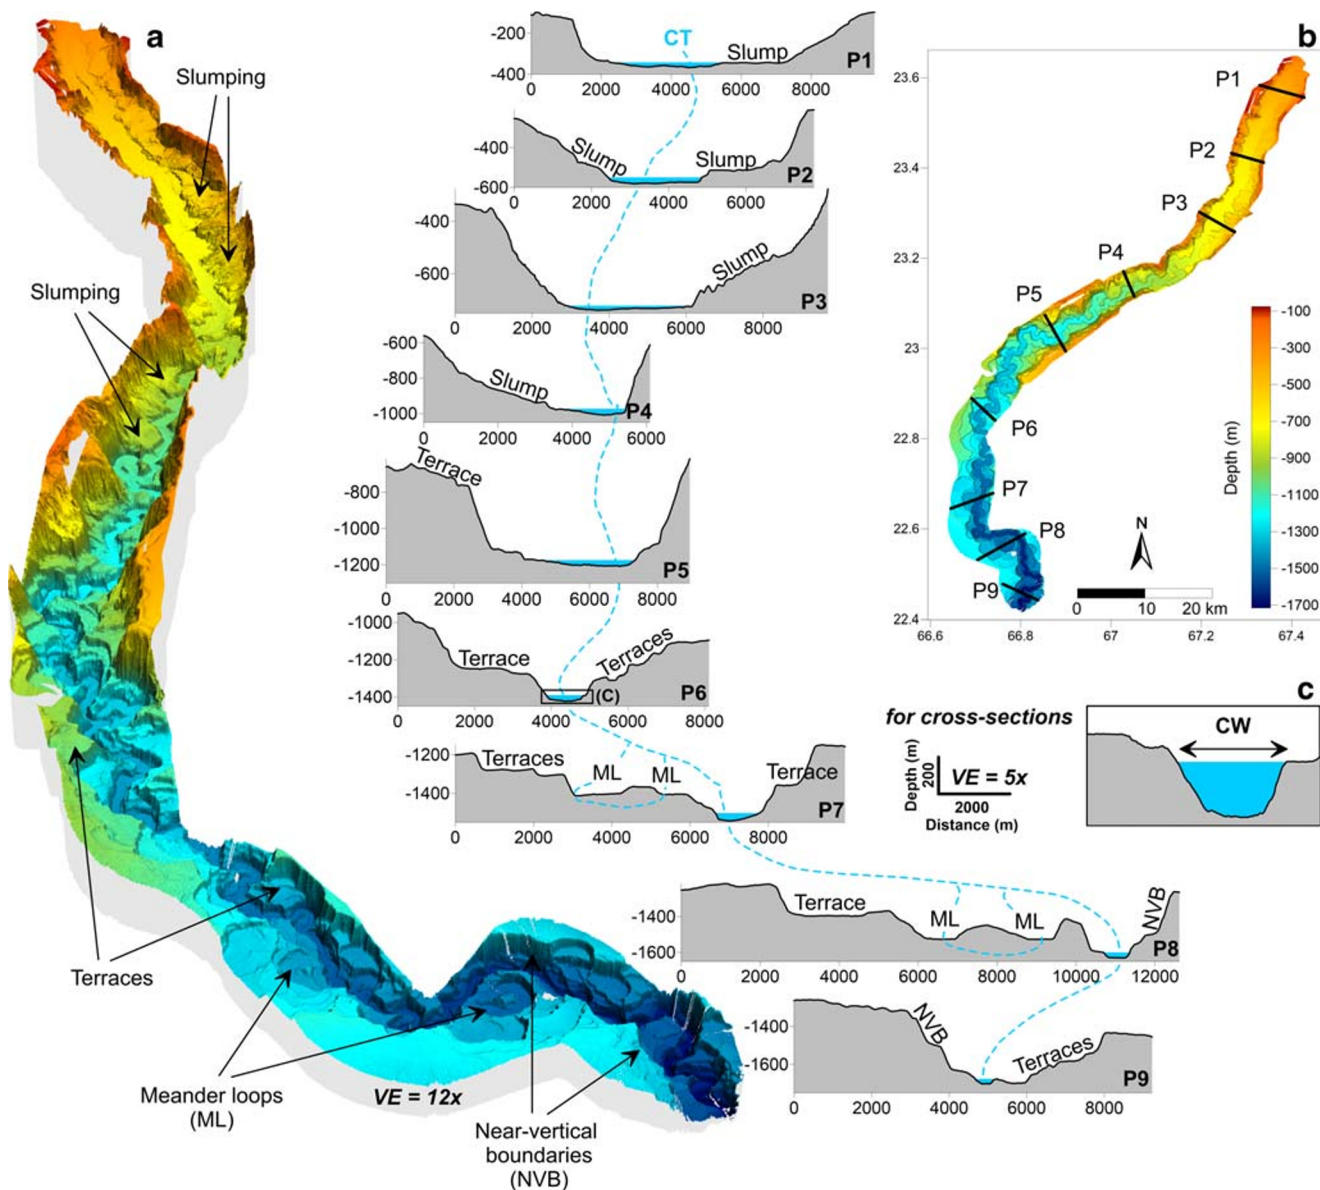 a
Slumping
Slumping
Terraces
Meander loops
(ML)
VE = 12x
Near-vertical
boundaries
(NVB)
CT
Slump
P1
-200
-400
0 2000 4000 6000 8000
Slump
Slump
P2
-400
-600
0 2000 4000 6000
Slump
P3
-400
-600
0 2000 4000 6000 8000
Slump
P4
-600
-800
-1000
0 2000 4000 6000
Terrace
P5
-800
-1000
-1200
0 2000 4000 6000 8000
Terrace
Terraces
(C)
P6
-1000
-1200
-1400
0 2000 4000 6000 8000
Terraces
ML
ML
Terrace
P7
-1200
-1400
0 2000 4000 6000 8000
Terrace
ML
ML
NVB
P8
-1400
-1600
0 2000 4000 6000 8000 10000 12000
NVB
Terraces
P9
-1400
-1600
0 2000 4000 6000 8000
b
23.6
23.4
23.2
23
22.8
22.6
22.4
66.6 66.8 67 67.2 67.4
P1
P2
P3
P4
P5
P6
P7
P8
P9
N
0 10 20 km
Depth (m)
-100
-300
-500
-700
-900
-1100
-1300
-1500
-1700
c
for cross-sections
Depth (m)
200
VE = 5x
2000
Distance (m)
CW